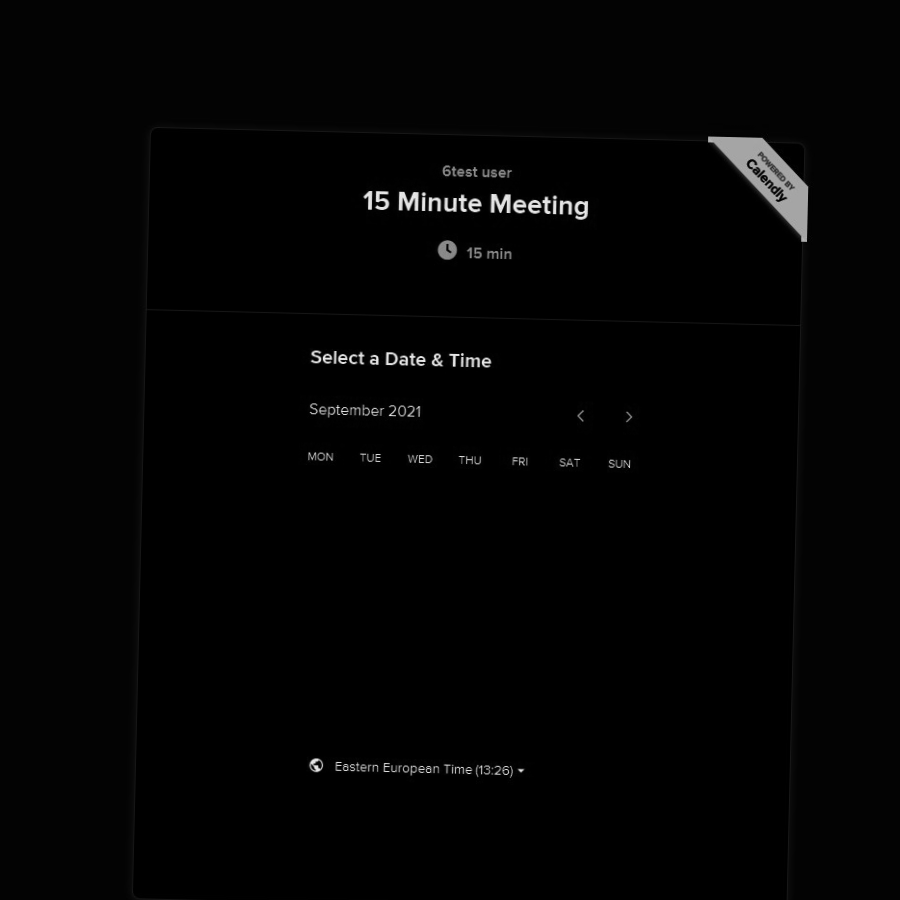 6test user
15 Minute Meeting
15 min
POWERED BY
Calendly
Select a Date & Time
September 2021
MON TUE WED THU FRI SAT SUN
Eastern European Time (13:26)